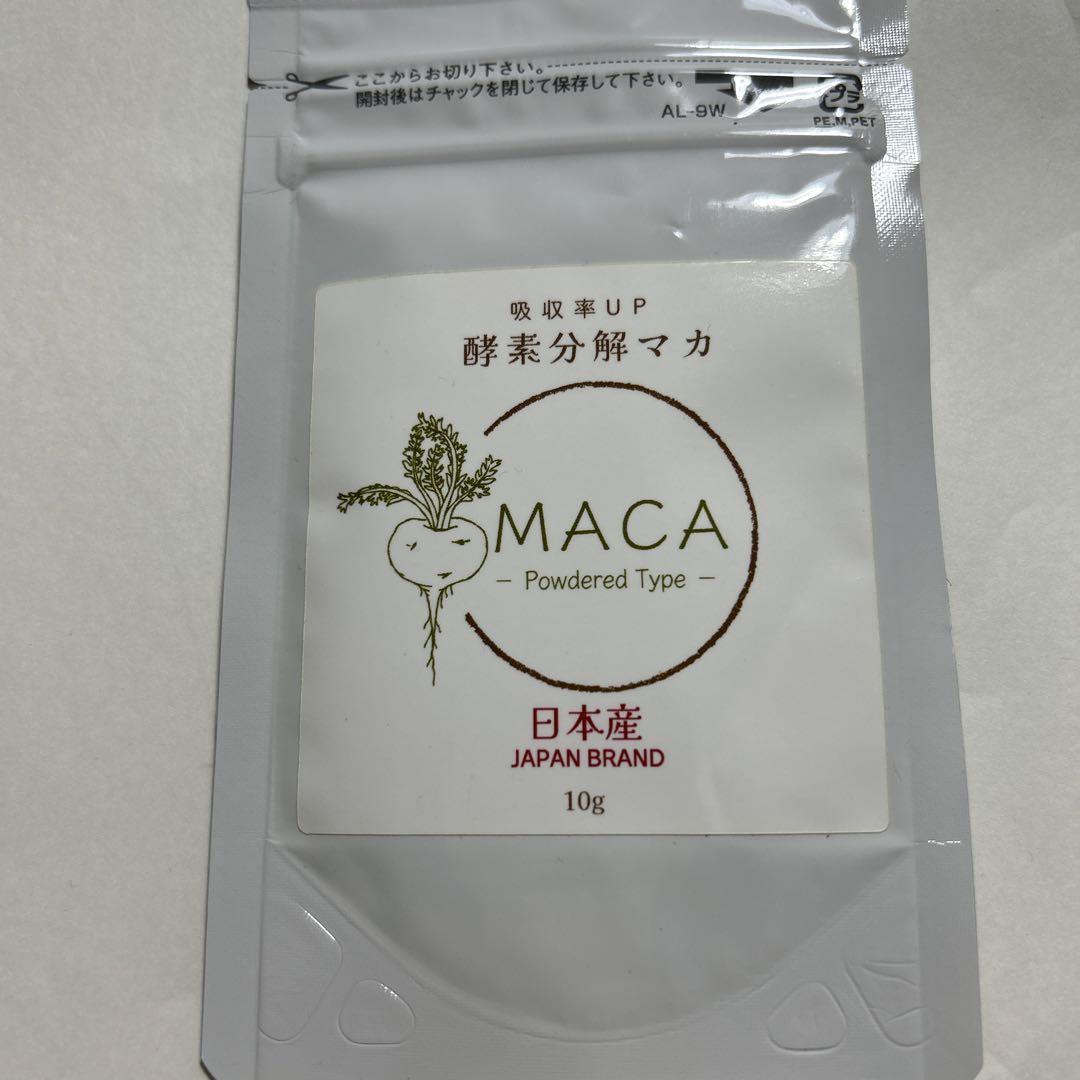 ここからお切り下さい。
開封後はチャックを閉じて保存して下さい。
AL-9W
プラ
PE.M.PET
吸収率UP
酵素分解マカ
MACA
– Powdered Type –
日本産
JAPAN BRAND
10g